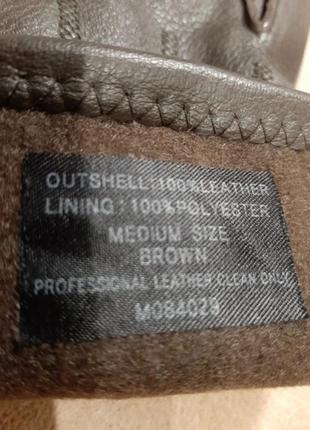 OUTSHELL:100%LEATHER
LINING:100%POLYESTER
MEDIUM SIZE
BROWN
PROFESSIONAL LEATHER CLEAN ONLY
M084029